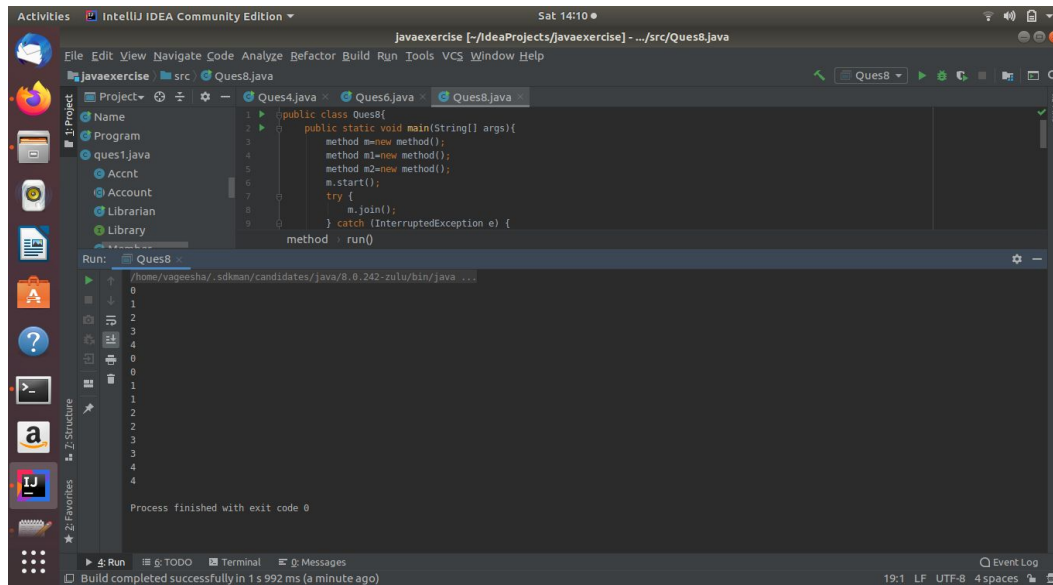 Activities IntelliJ IDEA Community Edition Sat 14:10
javaexercise [~/IdeaProjects/javaexercise] - .../src/Ques8.java
File Edit View Navigate Code Analyze Refactor Build Run Tools VCS Window Help
javaexercise src Ques8.java Ques8
1: Project Project Ques4.java Ques6.java Ques8.java
Name
Program
ques1.java
Accnt
Account
Librarian
Library
1 public class Ques8{
2 public static void main(String[] args){
3 method m=new method();
4 method m1=new method();
5 method m2=new method();
6 m.start();
7 try {
8 m.join();
9 } catch (InterruptedException e) {
method › run()
Run: Ques8
/home/vageesha/.sdkman/candidates/java/8.0.242-zulu/bin/java ...
0
1
2
3
4
0
0
1
1
2
2
3
3
4
4
Process finished with exit code 0
7: Structure
2: Favorites
4: Run 6: TODO Terminal 0: Messages Event Log
Build completed successfully in 1 s 992 ms (a minute ago) 19:1 LF UTF-8 4 spaces